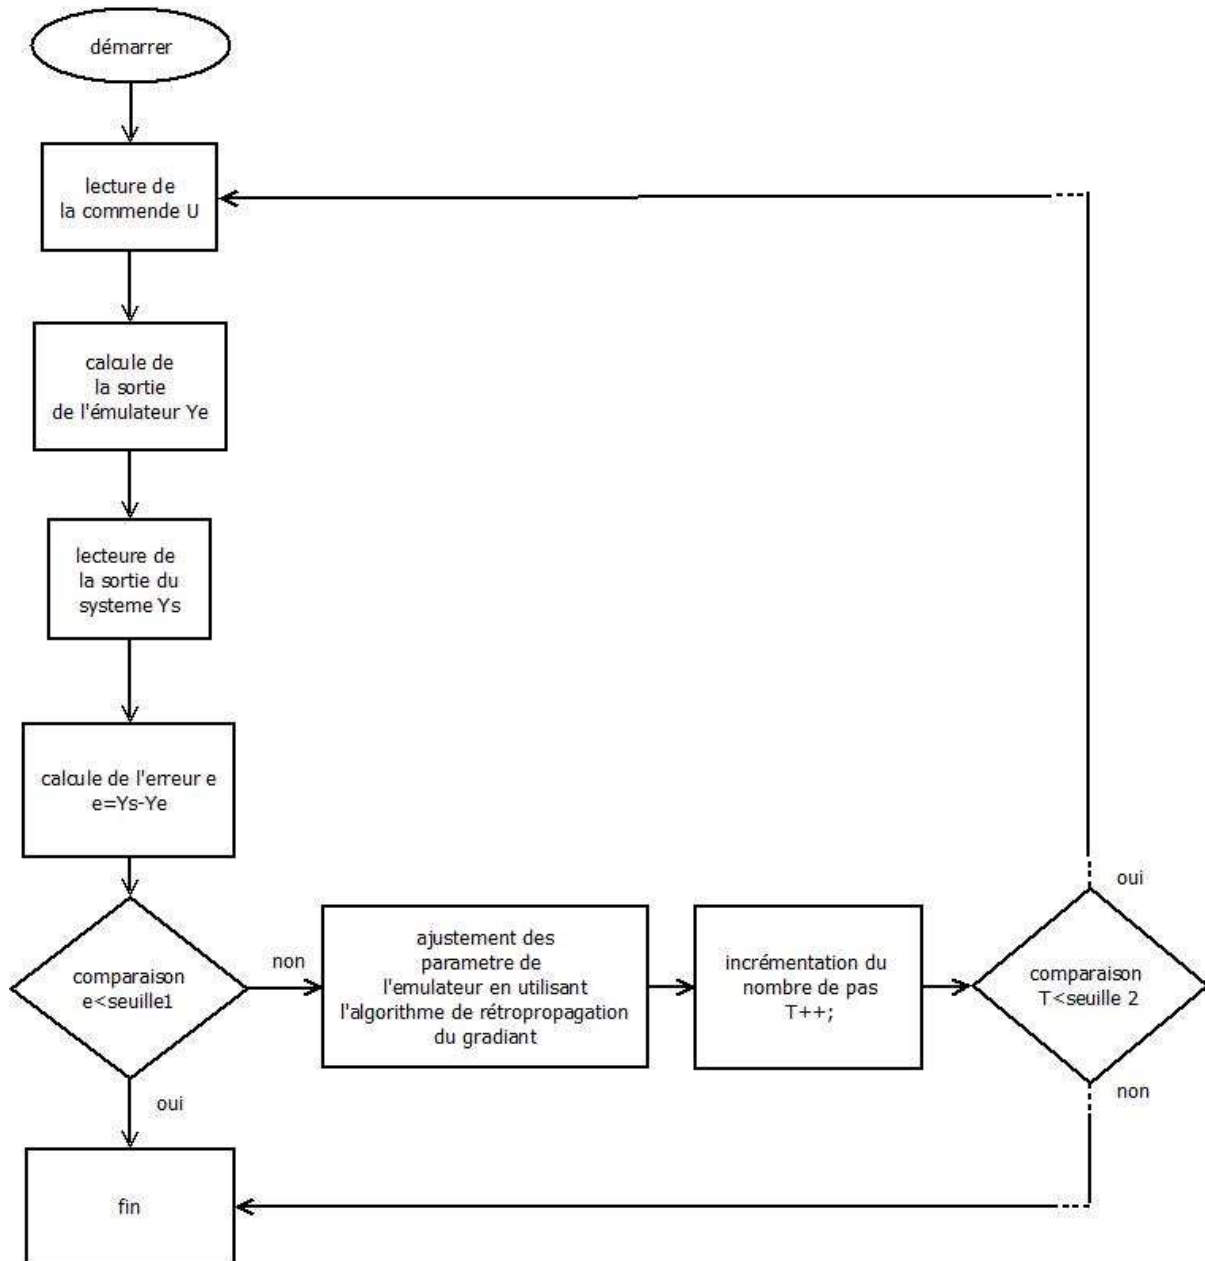 démarrer
lecture de
la commende U
calcule de
la sortie
de l'émulateur Ye
lecteure de
la sortie du
systeme Ys
calcule de l'erreur e
e=Ys-Ye
comparaison
e<seuille1
non
ajustement des
parametre de
l'emulateur en utilisant
l'algorithme de rétropropagation
du gradiant
incrémentation du
nombre de pas
T++;
comparaison
T<seuille 2
oui
non
oui
fin